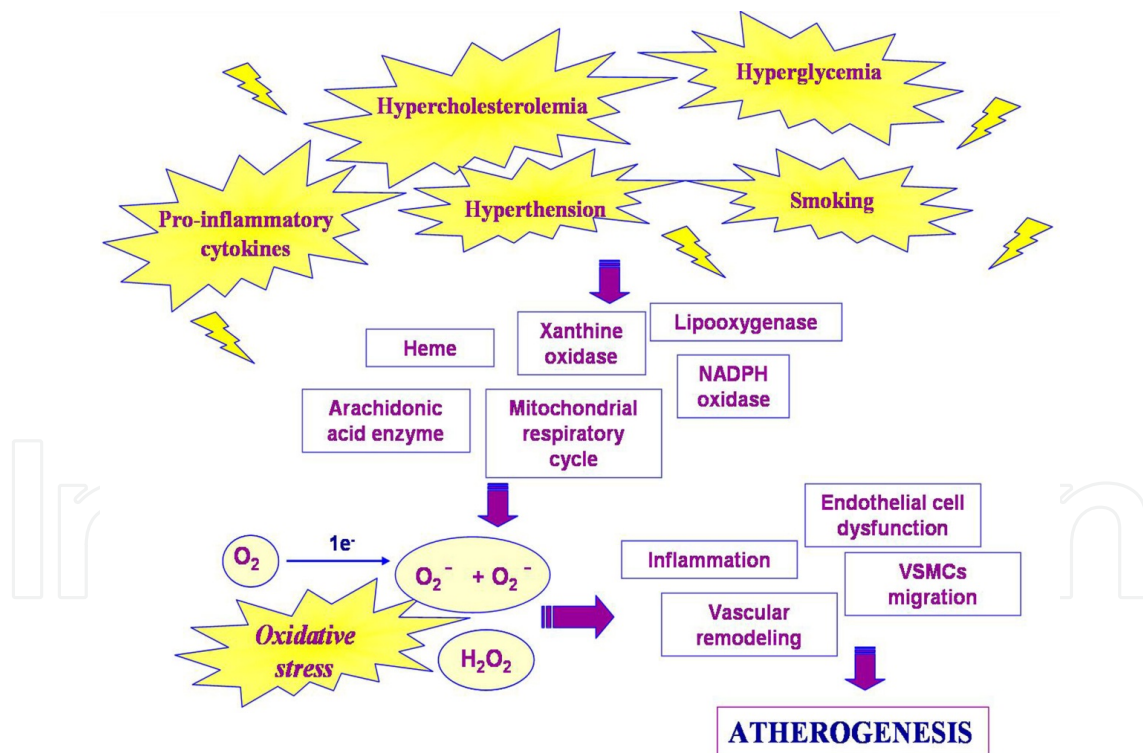 Hyperglycemia
Hypercholesterolemia
Pro-inflammatory
cytokines
Hyperthension
Smoking
Heme
Xanthine
oxidase
Lipooxygenase
NADPH
oxidase
Arachidonic
acid enzyme
Mitochondrial
respiratory
cycle
O₂
1e⁻
O₂⁻ + O₂⁻
H₂O₂
Oxidative
stress
Endothelial cell
dysfunction
Inflammation
VSMCs
migration
Vascular
remodeling
ATHEROGENESIS